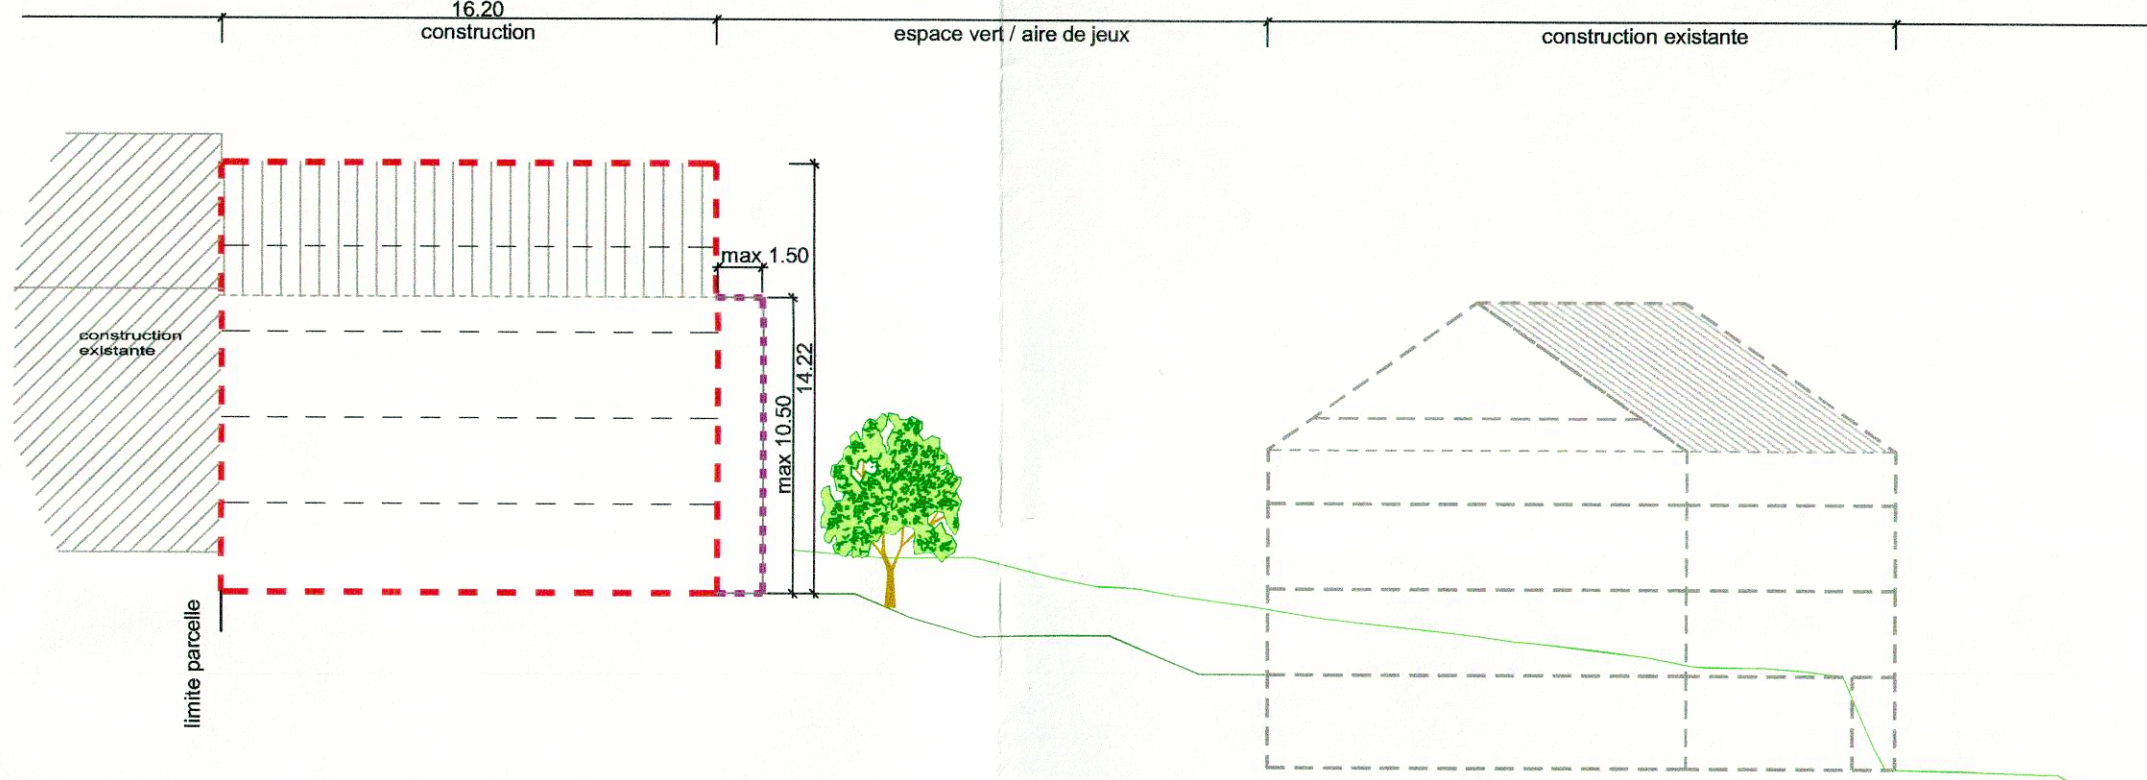 16.20
construction
espace vert / aire de jeux
construction existante
max 1.50
construction
existante
14.22
max 10.50
limite parcelle